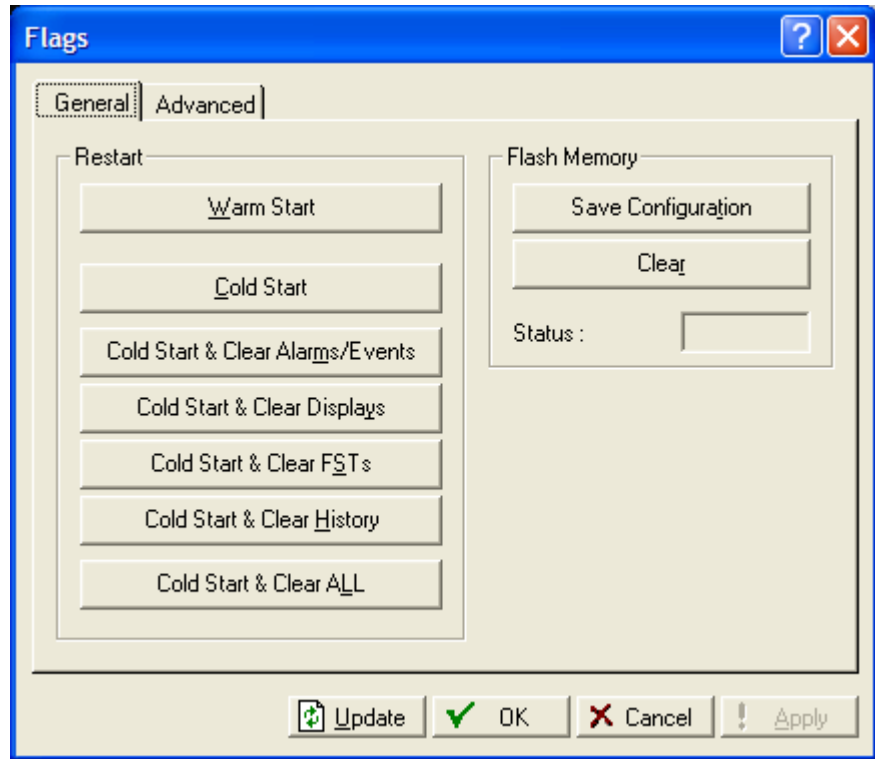 Flags
General
Advanced
Restart
Warm Start
Cold Start
Cold Start & Clear Alarms/Events
Cold Start & Clear Displays
Cold Start & Clear FSTs
Cold Start & Clear History
Cold Start & Clear ALL
Flash Memory
Save Configuration
Clear
Status :
Update
OK
Cancel
Apply